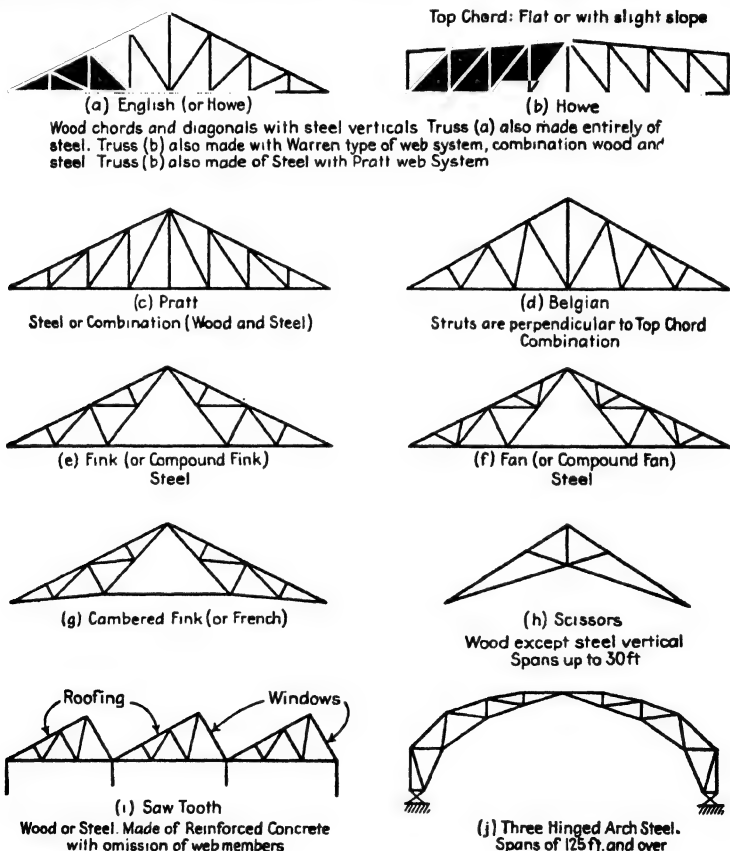 Top Chord: Flat or with slight slope
(a) English (or Howe)
(b) Howe
Wood chords and diagonals with steel verticals Truss (a) also made entirely of
steel. Truss (b) also made with Warren type of web system, combination wood and
steel Truss (b) also made of Steel with Pratt web System
(c) Pratt
Steel or Combination (Wood and Steel)
(d) Belgian
Struts are perpendicular to Top Chord
Combination
(e) Fink (or Compound Fink)
Steel
(f) Fan (or Compound Fan)
Steel
(g) Cambered Fink (or French)
(h) Scissors
Wood except steel vertical
Spans up to 30 ft
Roofing
Windows
(i) Saw Tooth
Wood or Steel. Made of Reinforced Concrete
with omission of web members
(j) Three Hinged Arch Steel.
Spans of 125 ft. and over